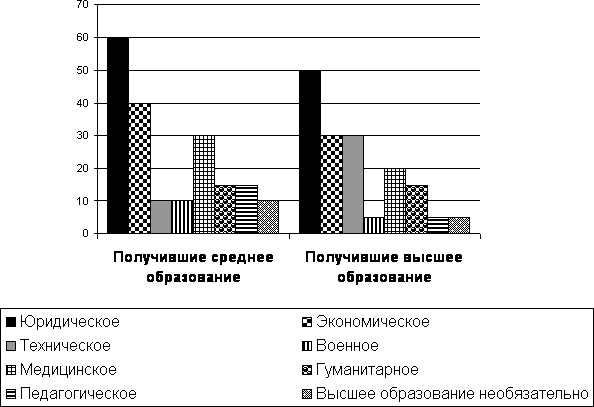 70
60
50
40
30
20
10
0
Получившие среднее образование
Получившие высшее образование
Юридическое
Экономическое
Техническое
Военное
Медицинское
Гуманитарное
Педагогическое
Высшее образование необязательно